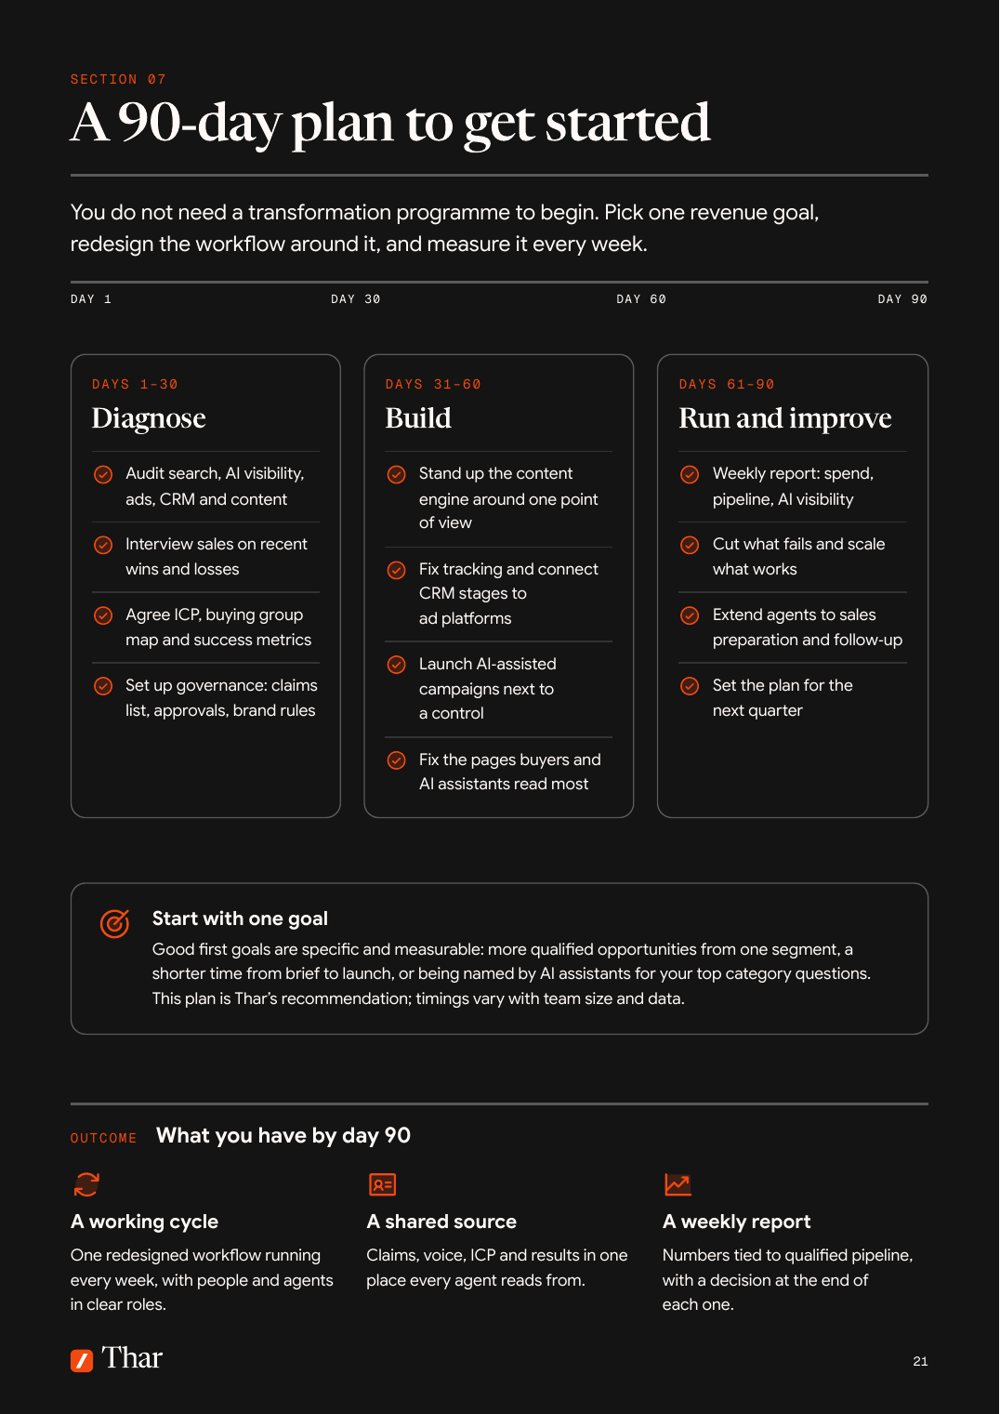 SECTION 07
A 90-day plan to get started
You do not need a transformation programme to begin. Pick one revenue goal,
redesign the workflow around it, and measure it every week.
DAY 1
DAY 30
DAY 60
DAY 90
DAYS 1–30
Diagnose
Audit search, AI visibility,
ads, CRM and content
Interview sales on recent
wins and losses
Agree ICP, buying group
map and success metrics
Set up governance: claims
list, approvals, brand rules
DAYS 31–60
Build
Stand up the content
engine around one point
of view
Fix tracking and connect
CRM stages to
ad platforms
Launch AI-assisted
campaigns next to
a control
Fix the pages buyers and
AI assistants read most
DAYS 61–90
Run and improve
Weekly report: spend,
pipeline, AI visibility
Cut what fails and scale
what works
Extend agents to sales
preparation and follow-up
Set the plan for the
next quarter
Start with one goal
Good first goals are specific and measurable: more qualified opportunities from one segment, a
shorter time from brief to launch, or being named by AI assistants for your top category questions.
This plan is Thar’s recommendation; timings vary with team size and data.
OUTCOME
What you have by day 90
A working cycle
One redesigned workflow running
every week, with people and agents
in clear roles.
A shared source
Claims, voice, ICP and results in one
place every agent reads from.
A weekly report
Numbers tied to qualified pipeline,
with a decision at the end of
each one.
Thar
21